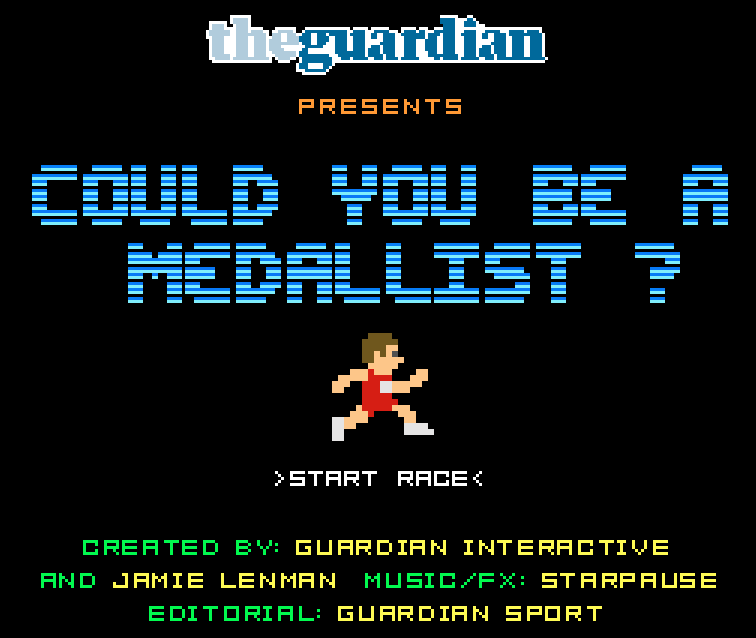 theguardian
PRESENTS
COULD YOU BE A
MEDALLIST ?
>START RACE<
CREATED BY: GUARDIAN INTERACTIVE
AND JAMIE LENMAN MUSIC/FX: STARPAUSE
EDITORIAL: GUARDIAN SPORT